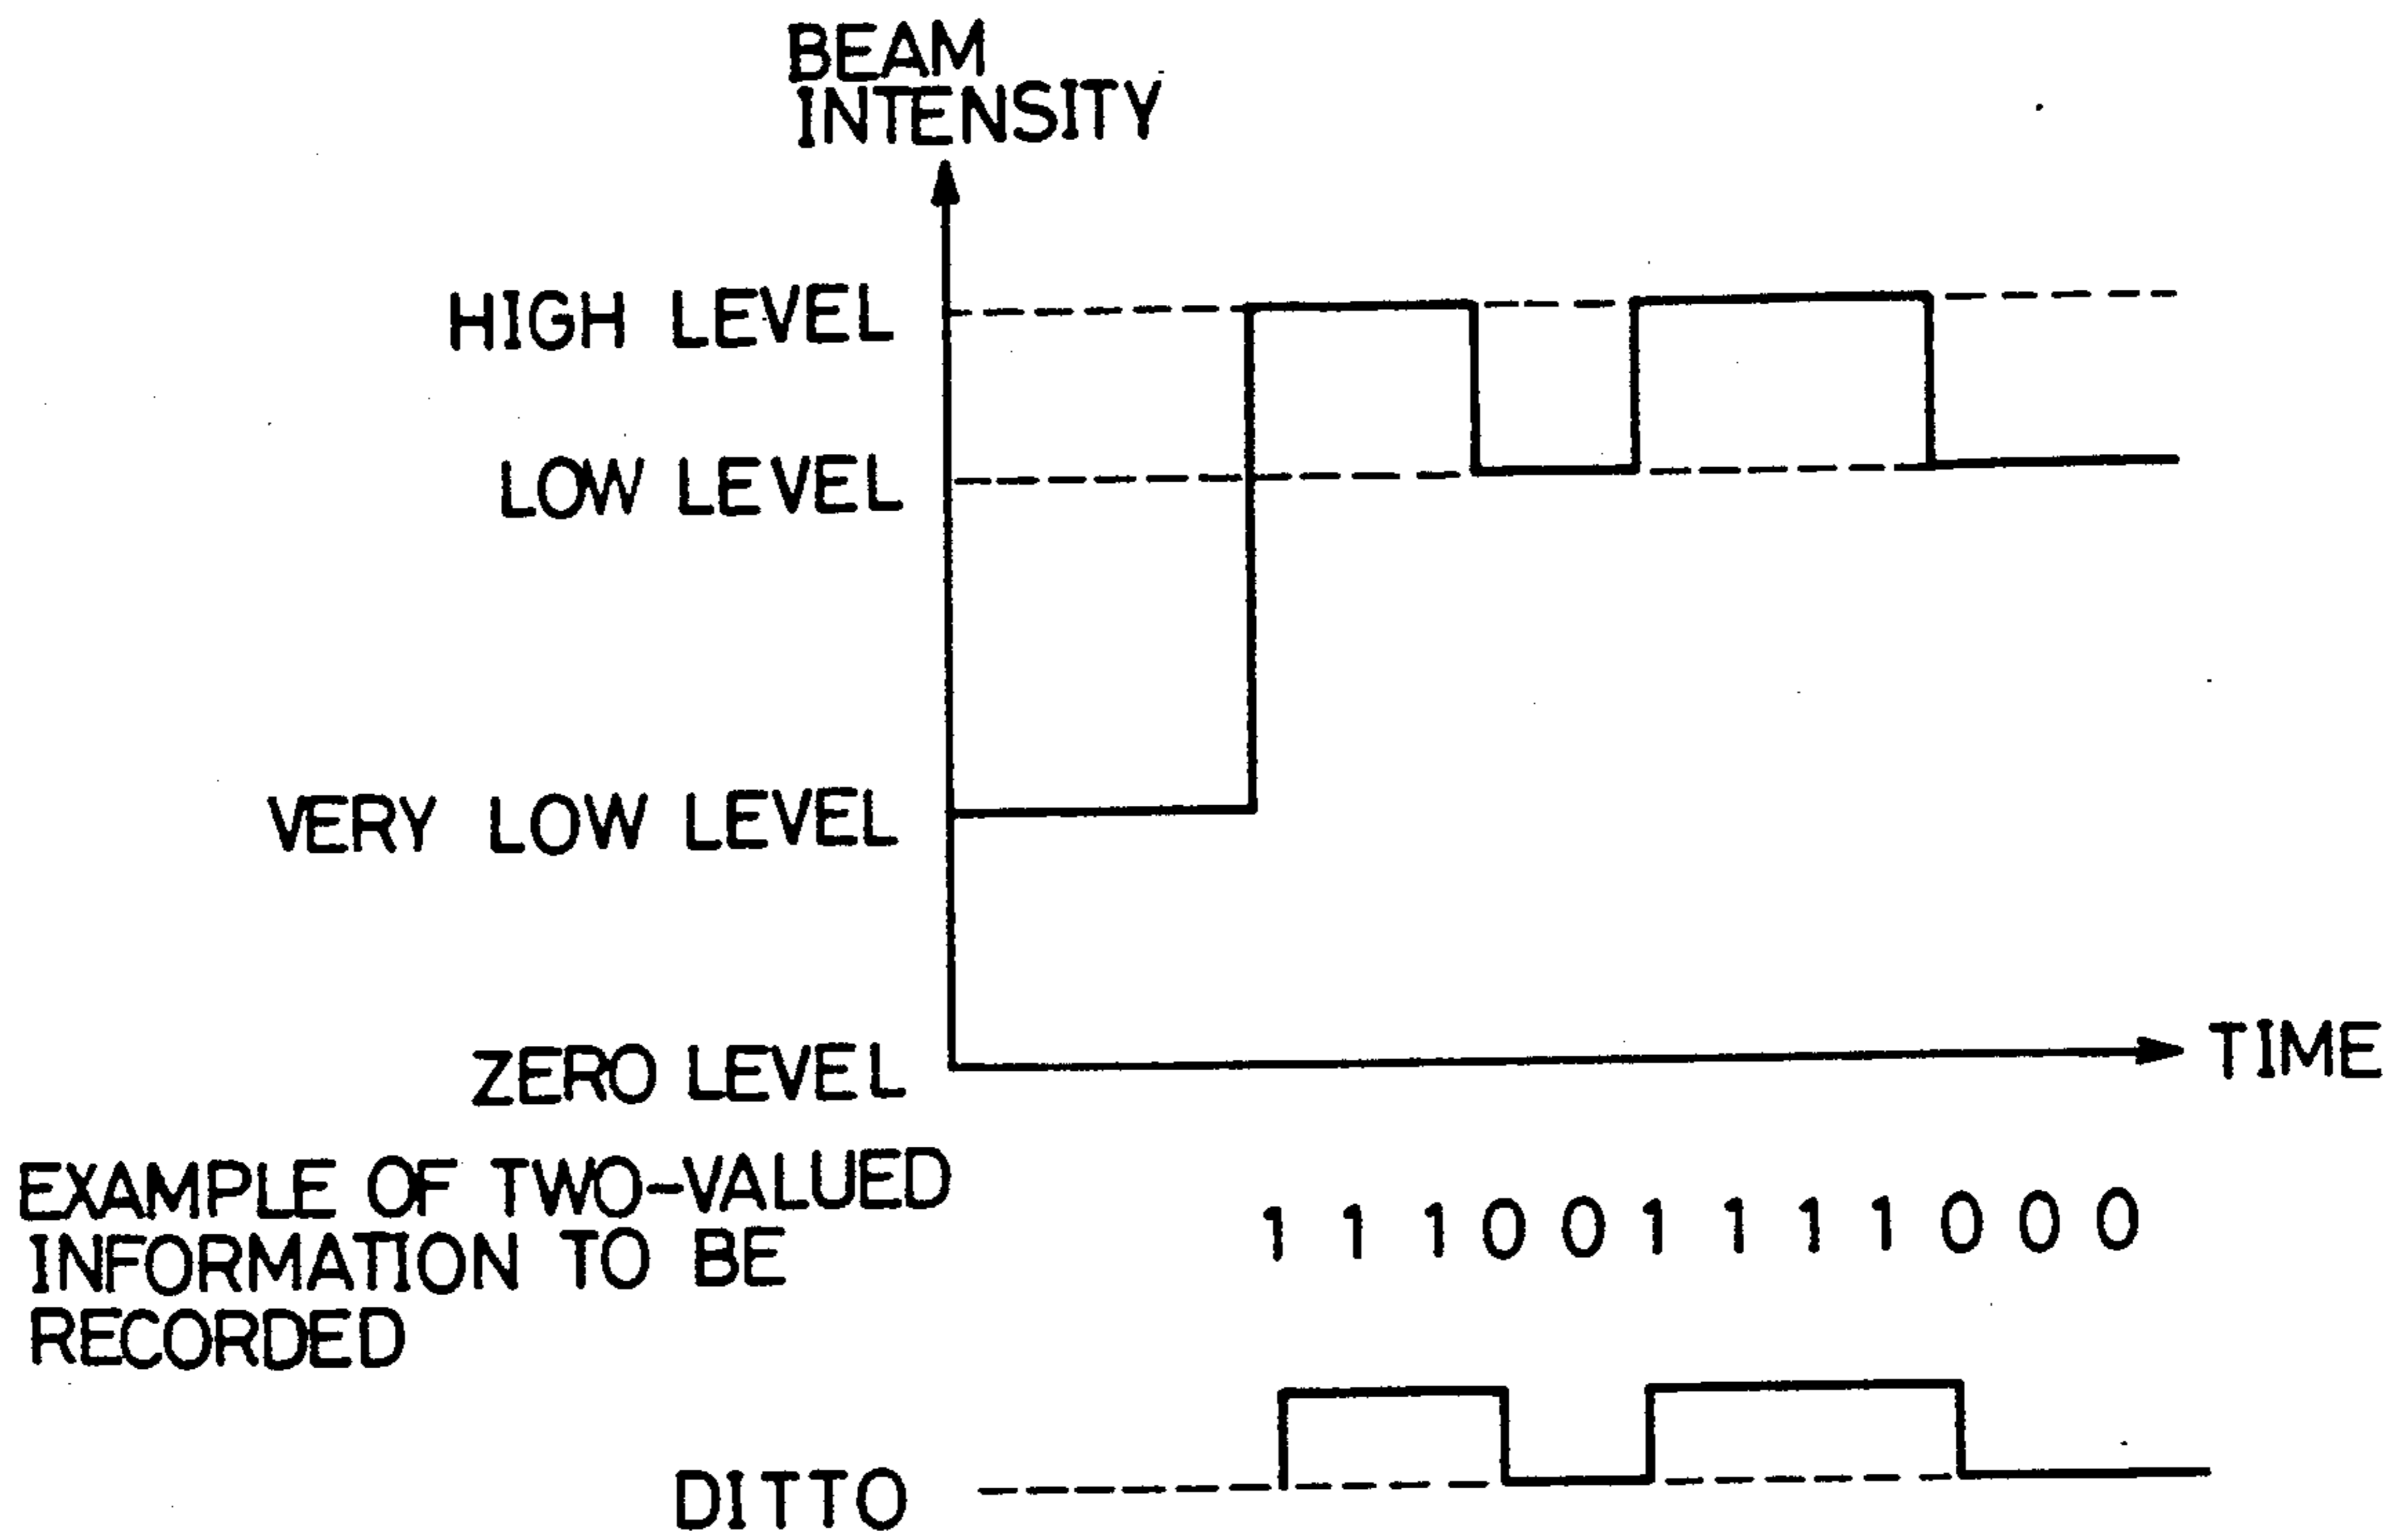 BEAM
INTENSITY
HIGH LEVEL
LOW LEVEL
VERY LOW LEVEL
ZERO LEVEL
TIME
EXAMPLE OF TWO-VALUED
INFORMATION TO BE
RECORDED
1 1 1 0 0 1 1 1 1 0 0 0
DITTO